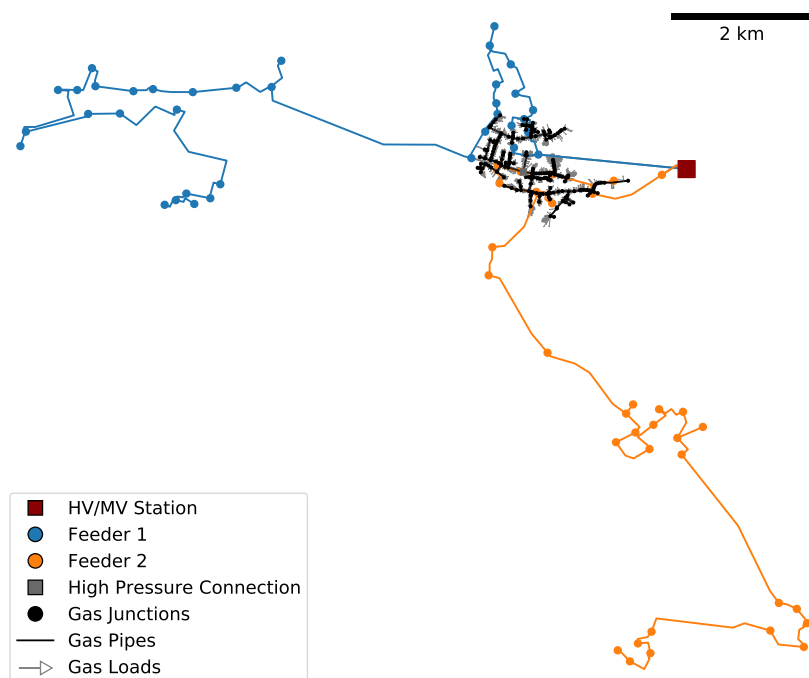 2 km
HV/MV Station
Feeder 1
Feeder 2
High Pressure Connection
Gas Junctions
Gas Pipes
Gas Loads